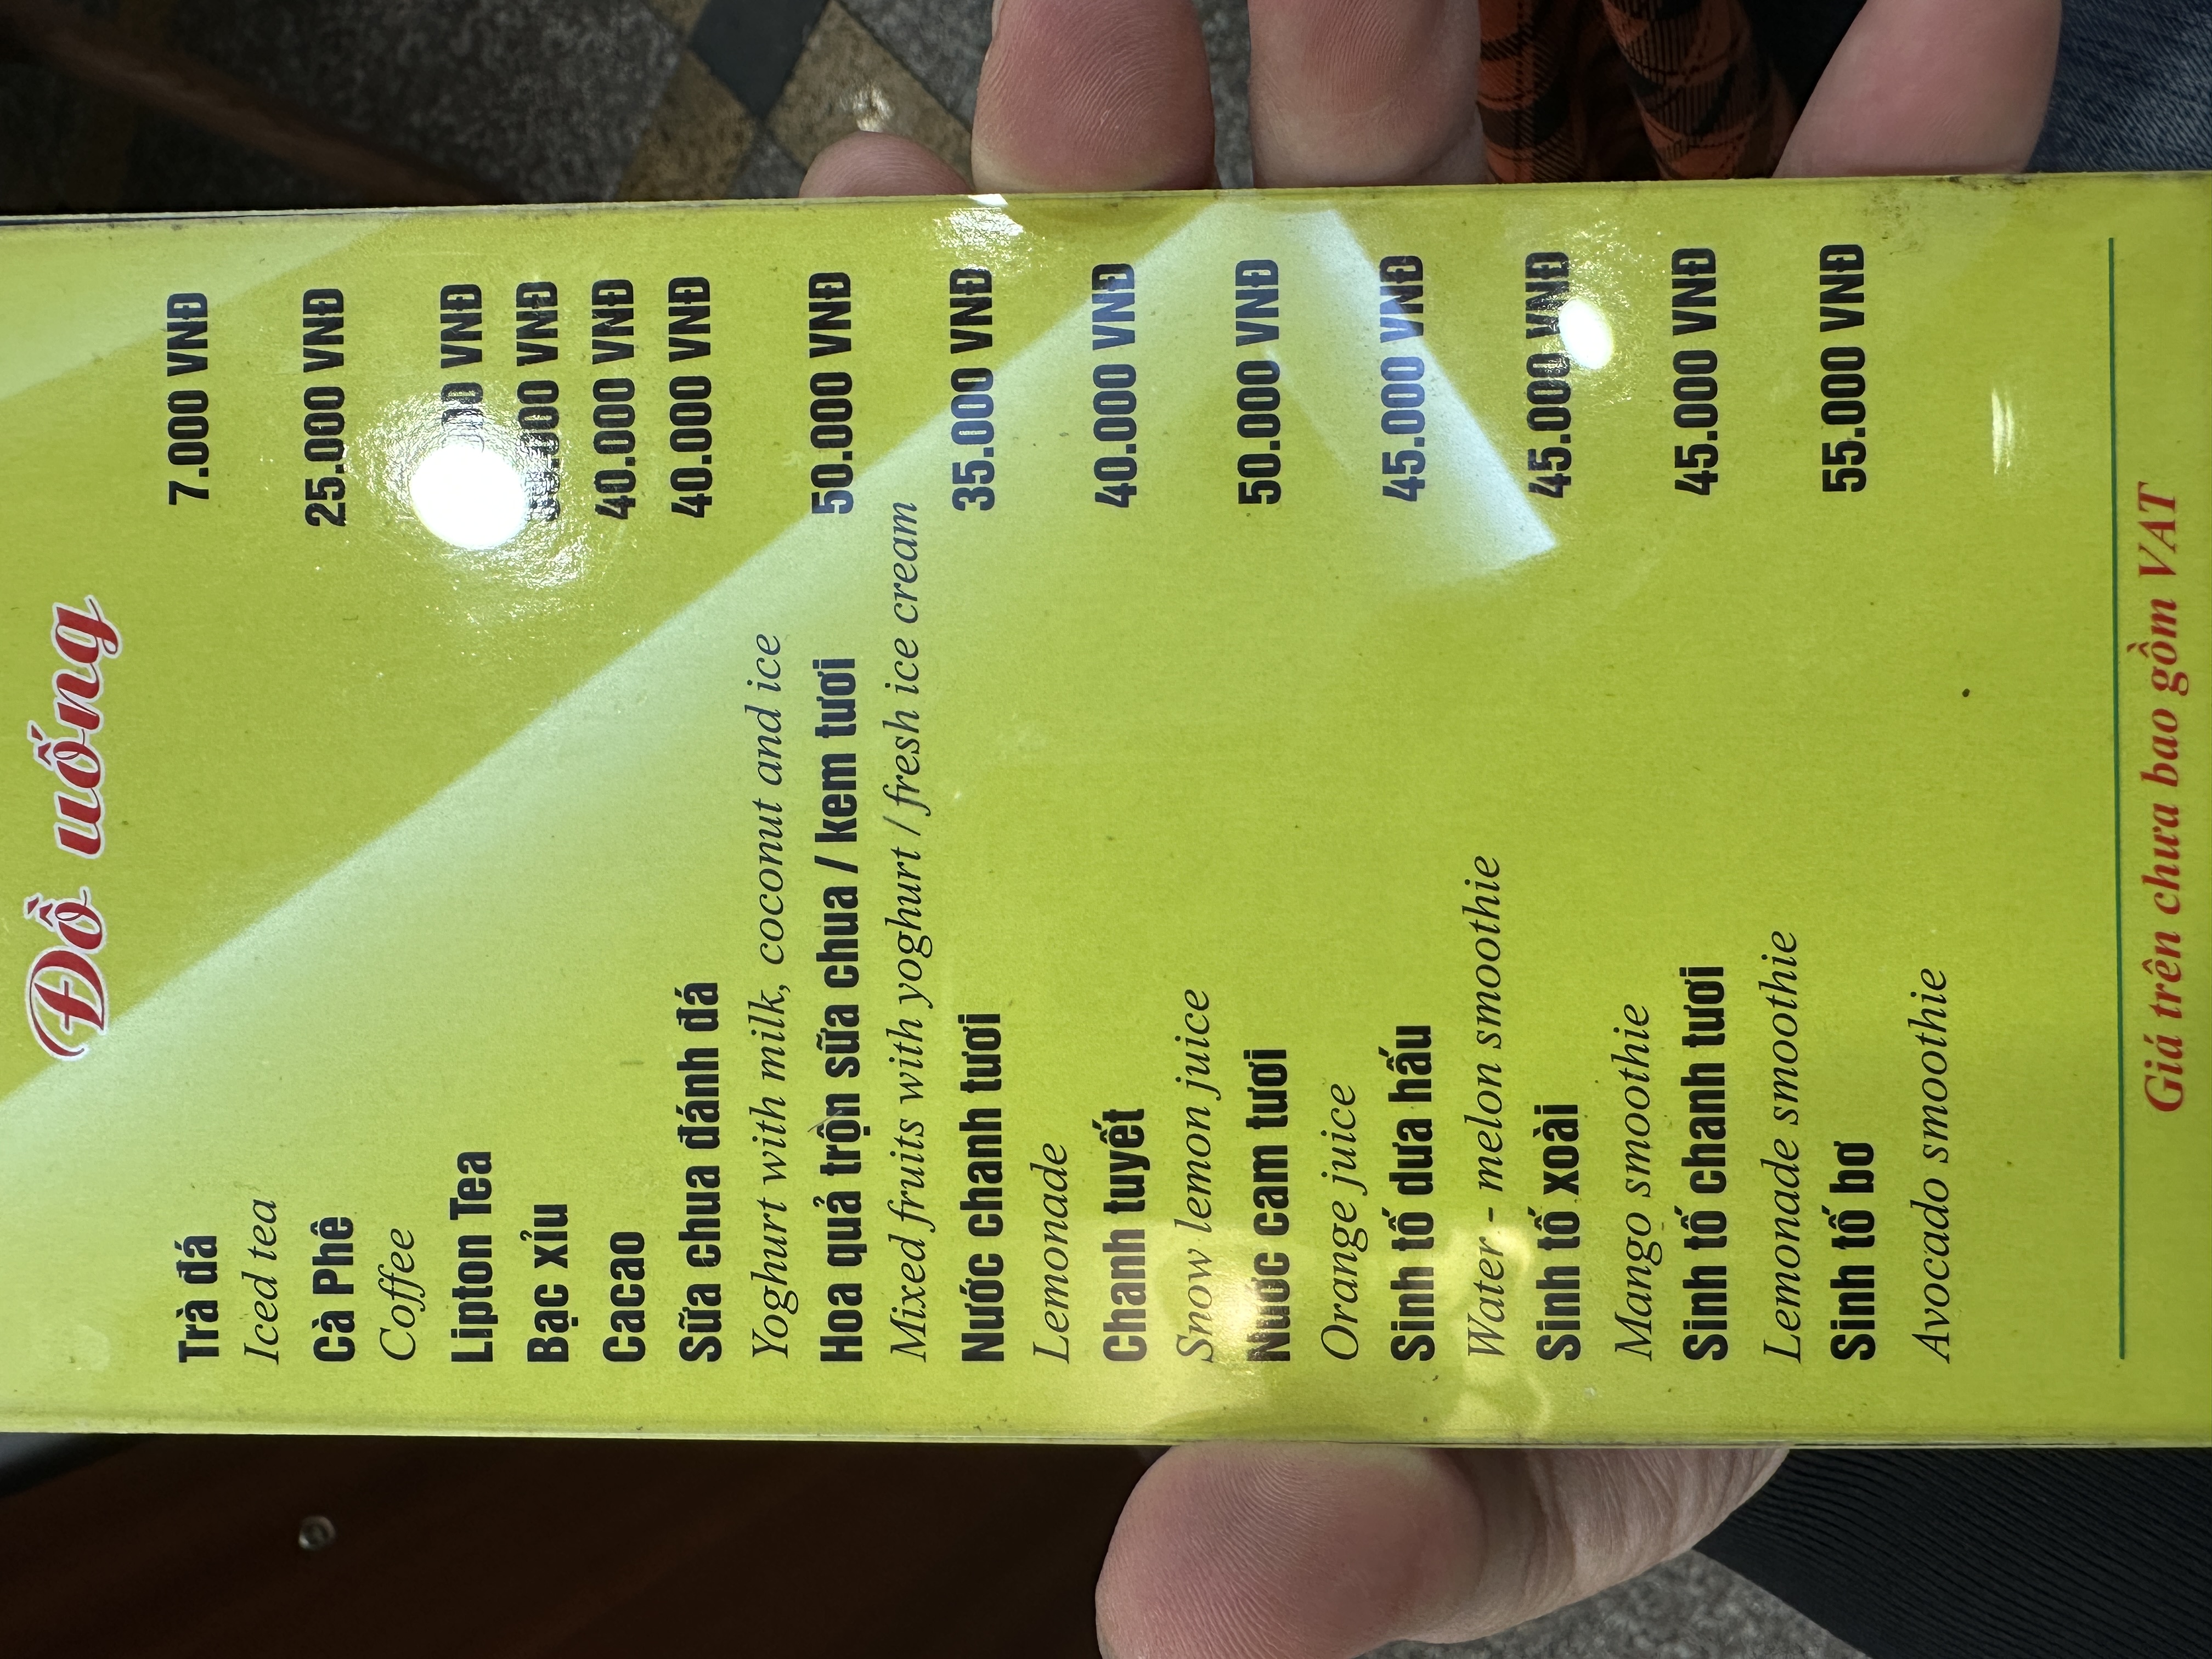 Đồ uống
Trà đá 7.000 VNĐ
Iced tea
Cà Phê 25.000 VNĐ
Coffee
Lipton Tea VNĐ
Bạc xỉu VNĐ
Cacao 40.000 VNĐ
Sữa chua đánh đá 40.000 VNĐ
Yoghurt with milk, coconut and ice
Hoa quả trộn sữa chua / kem tươi 50.000 VNĐ
Mixed fruits with yoghurt / fresh ice cream
Nước chanh tươi 35.000 VNĐ
Lemonade
Chanh tuyết 40.000 VNĐ
Snow lemon juice
Nước cam tươi 50.000 VNĐ
Orange juice
Sinh tố dưa hấu 45.000 VNĐ
Water - melon smoothie
Sinh tố xoài 45.000 VNĐ
Mango smoothie
Sinh tố chanh tươi 45.000 VNĐ
Lemonade smoothie
Sinh tố bơ 55.000 VNĐ
Avocado smoothie
Giá trên chưa bao gồm VAT